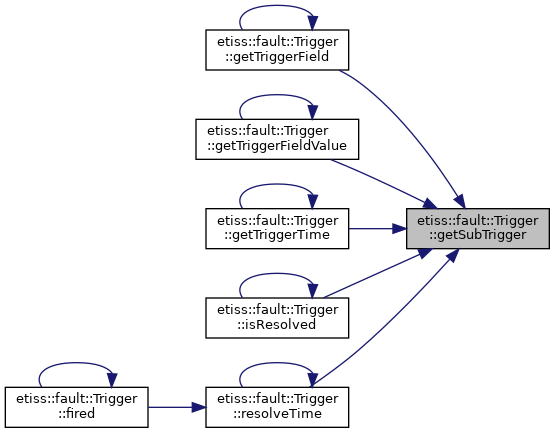 etiss::fault::Trigger
::getTriggerField
etiss::fault::Trigger
::getTriggerFieldValue
etiss::fault::Trigger
::getTriggerTime
etiss::fault::Trigger
::getSubTrigger
etiss::fault::Trigger
::isResolved
etiss::fault::Trigger
::fired
etiss::fault::Trigger
::resolveTime